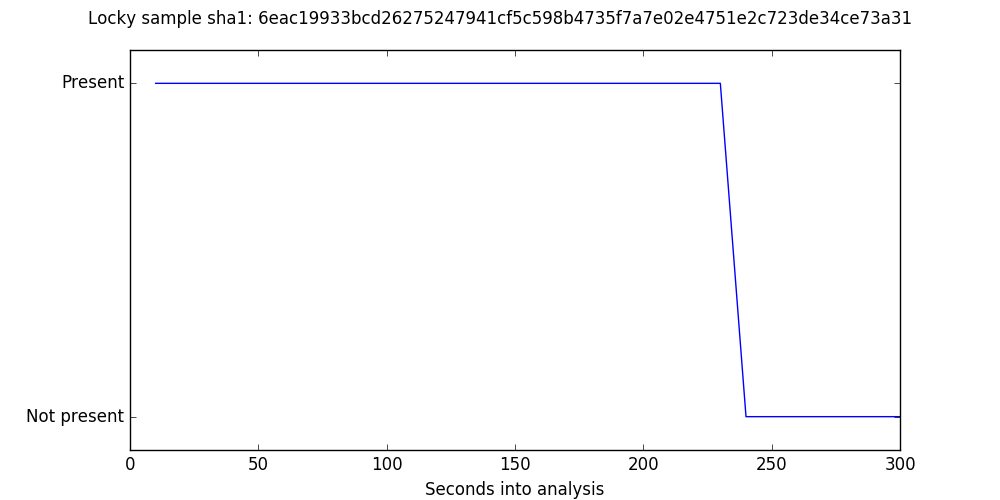 Locky sample sha1: 6eac19933bcd26275247941cf5c598b4735f7a7e02e4751e2c723de34ce73a31
Present
Not present
0 50 100 150 200 250 300
Seconds into analysis